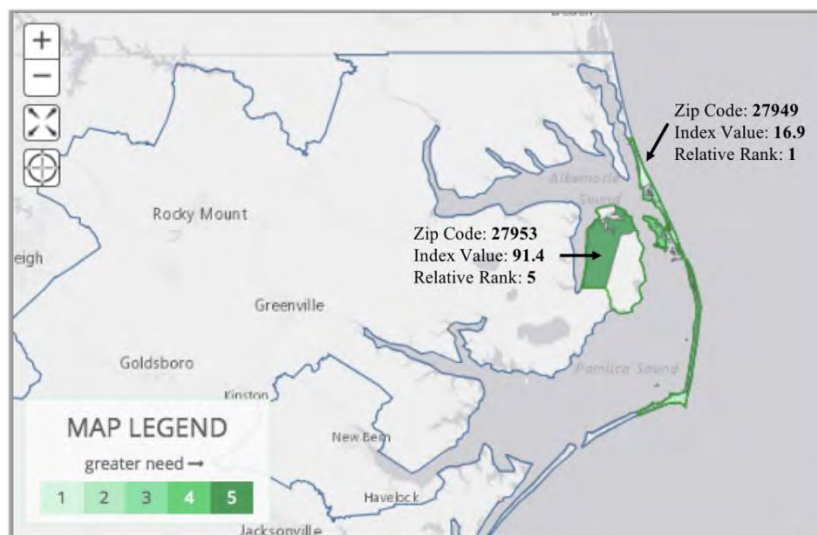 Beach
+
−
Zip Code: 27949
Index Value: 16.9
Relative Rank: 1
Albemarle
Sound
Rocky Mount
Zip Code: 27953
Index Value: 91.4
Relative Rank: 5
eigh
Greenville
Goldsboro
Pamlico Sound
Kinston
MAP LEGEND
greater need →
1 2 3 4 5
New Bern
Havelock
Jacksonville